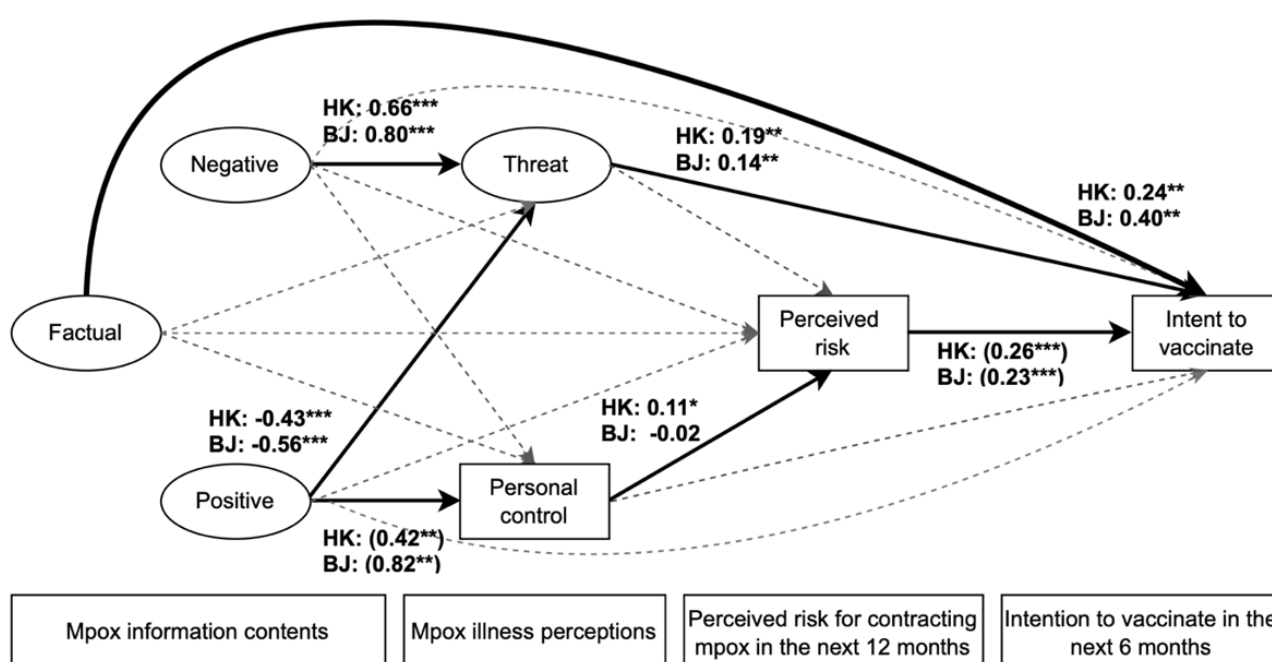 HK: 0.66***
BJ: 0.80***
Negative
Threat
HK: 0.19**
BJ: 0.14**
HK: 0.24**
BJ: 0.40**
Factual
Perceived
risk
Intent to
vaccinate
HK: (0.26***)
BJ: (0.23***)
HK: -0.43***
BJ: -0.56***
HK: 0.11*
BJ: -0.02
Positive
Personal
control
HK: (0.42**)
BJ: (0.82**)
Mpox information contents
Mpox illness perceptions
Perceived risk for contracting
mpox in the next 12 months
Intention to vaccinate in the
next 6 months